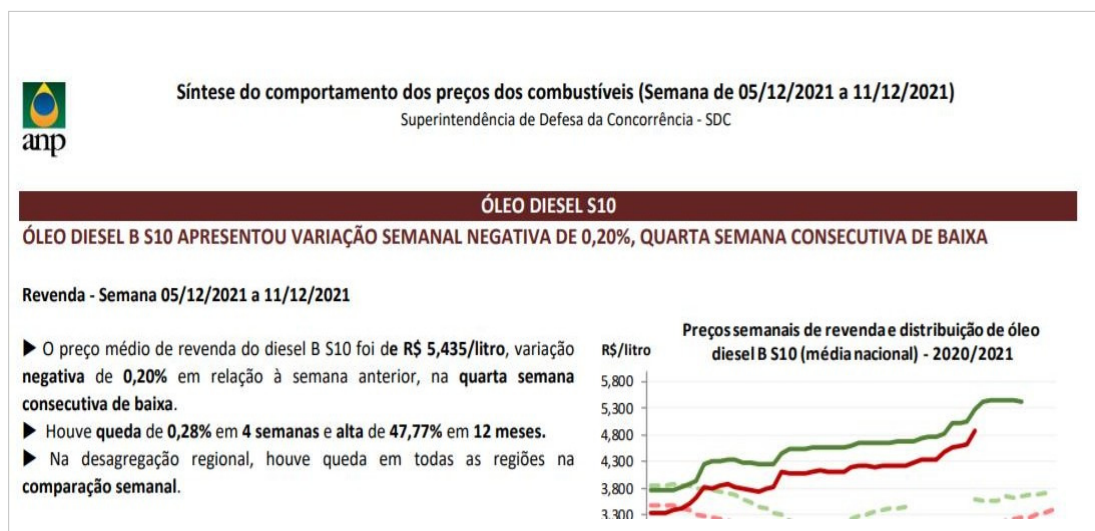 anp
Síntese do comportamento dos preços dos combustíveis (Semana de 05/12/2021 a 11/12/2021)
Superintendência de Defesa da Concorrência - SDC
ÓLEO DIESEL S10
ÓLEO DIESEL B S10 APRESENTOU VARIAÇÃO SEMANAL NEGATIVA DE 0,20%, QUARTA SEMANA CONSECUTIVA DE BAIXA
Revenda - Semana 05/12/2021 a 11/12/2021
▶ O preço médio de revenda do diesel B S10 foi de R$ 5,435/litro, variação
negativa de 0,20% em relação à semana anterior, na quarta semana
consecutiva de baixa.
▶ Houve queda de 0,28% em 4 semanas e alta de 47,77% em 12 meses.
▶ Na desagregação regional, houve queda em todas as regiões na
comparação semanal.
Preços semanais de revenda e distribuição de óleo
diesel B S10 (média nacional) - 2020/2021
R$/litro
5,800
5,300
4,800
4,300
3,800
3,300